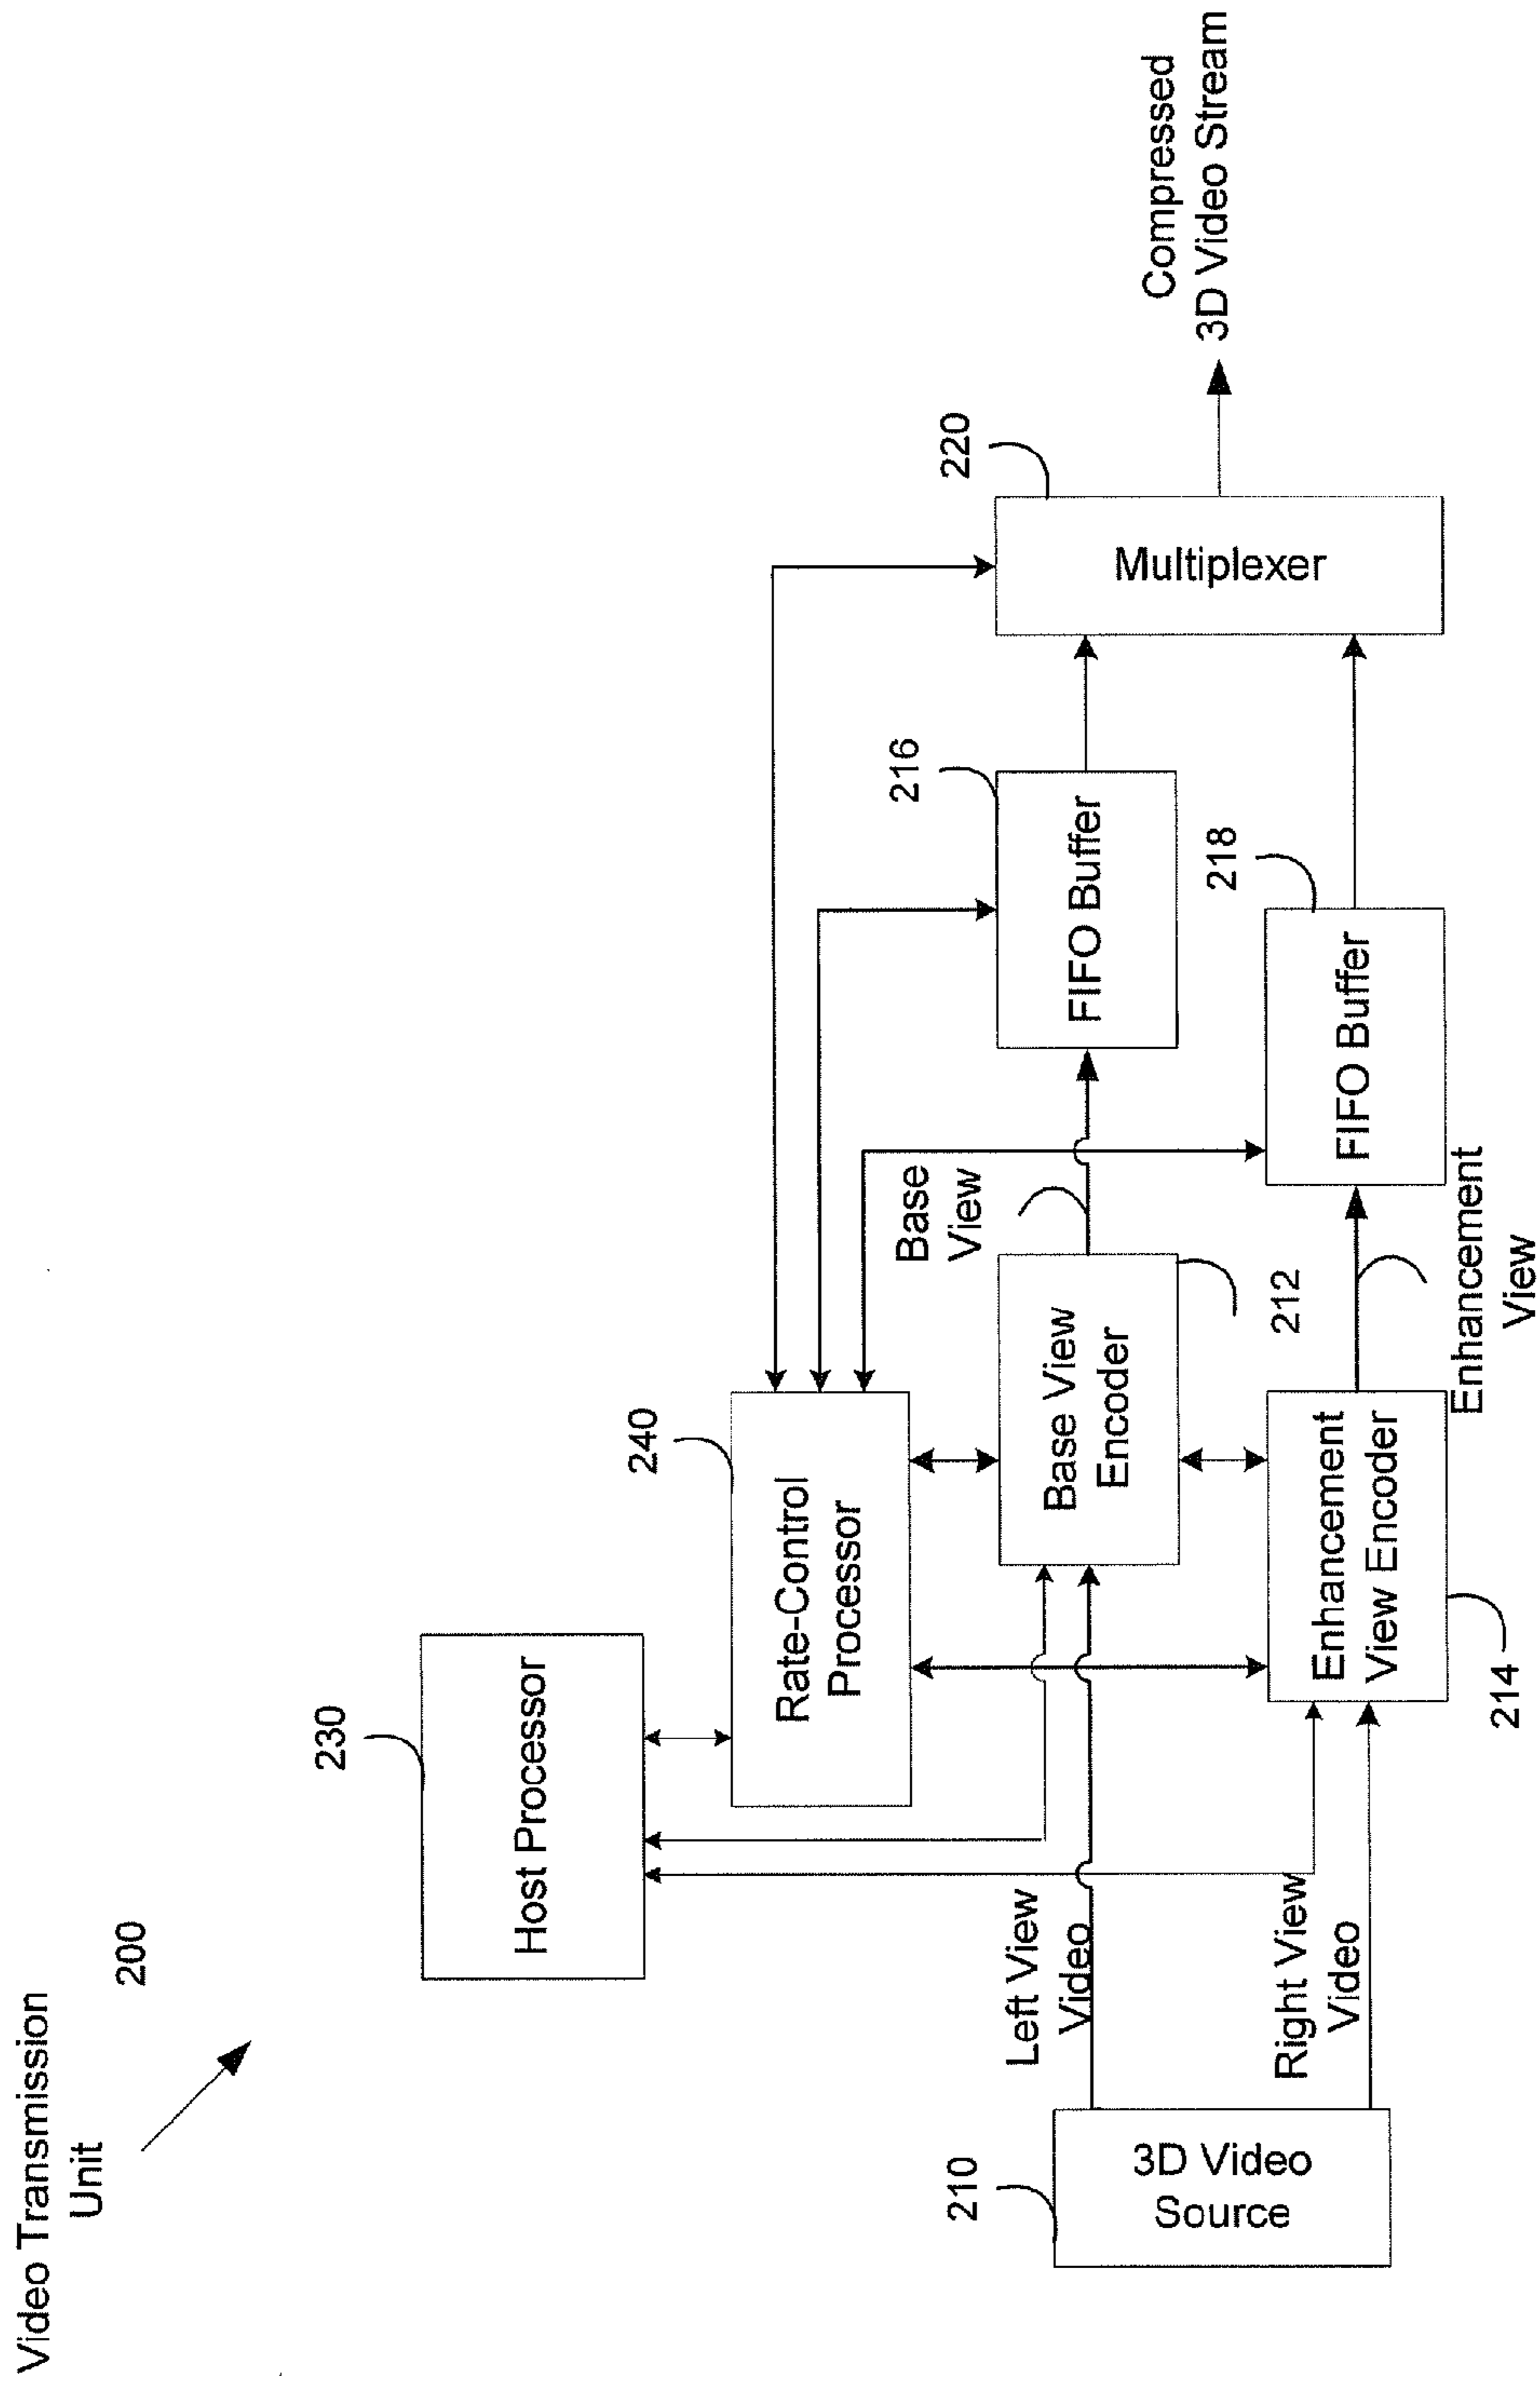 Video Transmission
Unit
200
230
Host Processor
240
Rate-Control
Processor
Left View
Video
Right View
Video
210
3D Video
Source
Base View
Encoder
212
Base
View
Enhancement
View Encoder
214
Enhancement
View
216
FIFO Buffer
218
FIFO Buffer
220
Multiplexer
Compressed
3D Video Stream